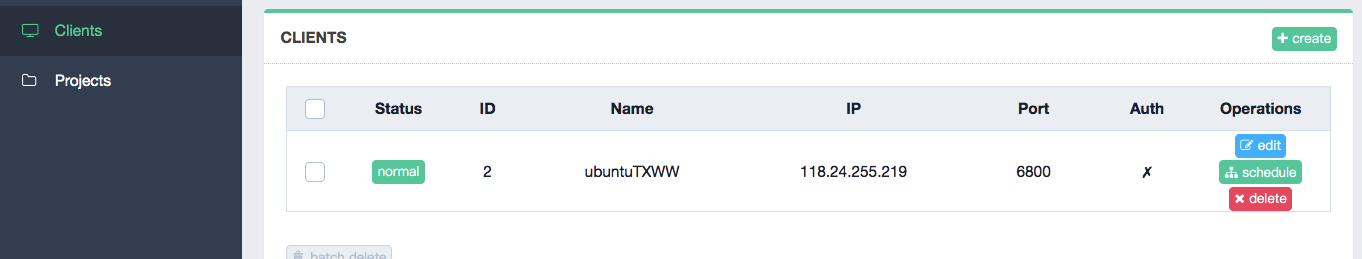 Clients
Projects
CLIENTS
create
Status ID Name IP Port Auth Operations
normal 2 ubuntuTXWW 118.24.255.219 6800 ✗
edit
schedule
delete
batch delete